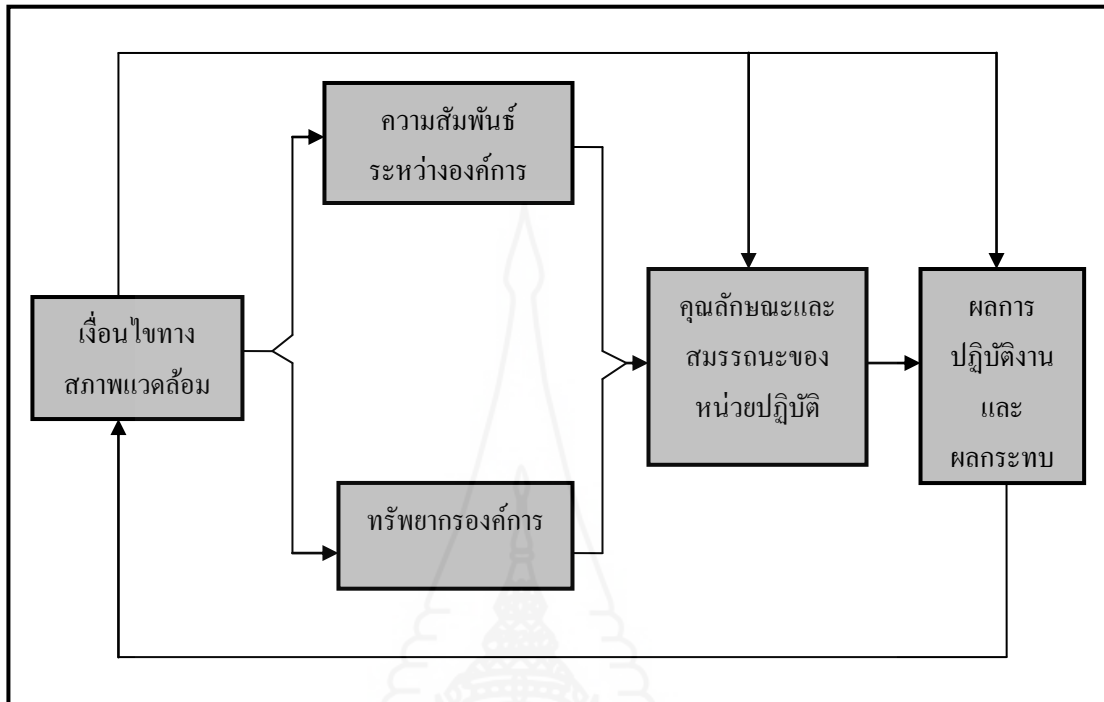 ความสัมพันธ์
ระหว่างองค์การ
เงื่อนไขทาง
สภาพแวดล้อม
ทรัพยากรองค์การ
คุณลักษณะและ
สมรรถนะของ
หน่วยปฏิบัติ
ผลการ
ปฏิบัติงาน
และ
ผลกระทบ